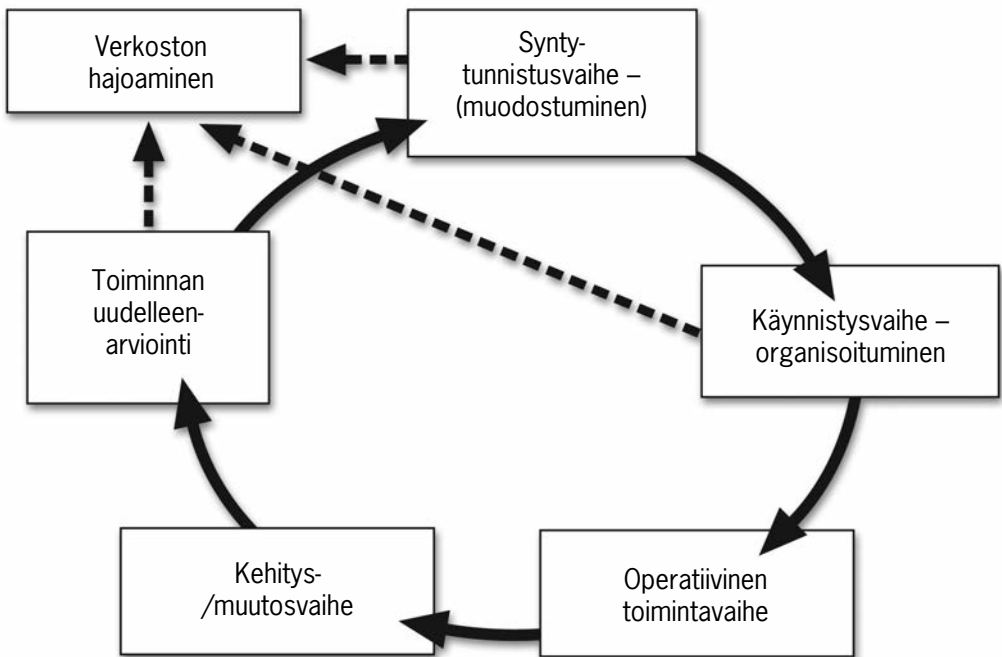 Verkoston
hajoaminen
Synty-
tunnistusvaihe –
(muodostuminen)
Toiminnan
uudelleen-
arviointi
Käynnistysvaihe –
organisoituminen
Kehitys-
/muutosvaihe
Operatiivinen
toimintavaihe